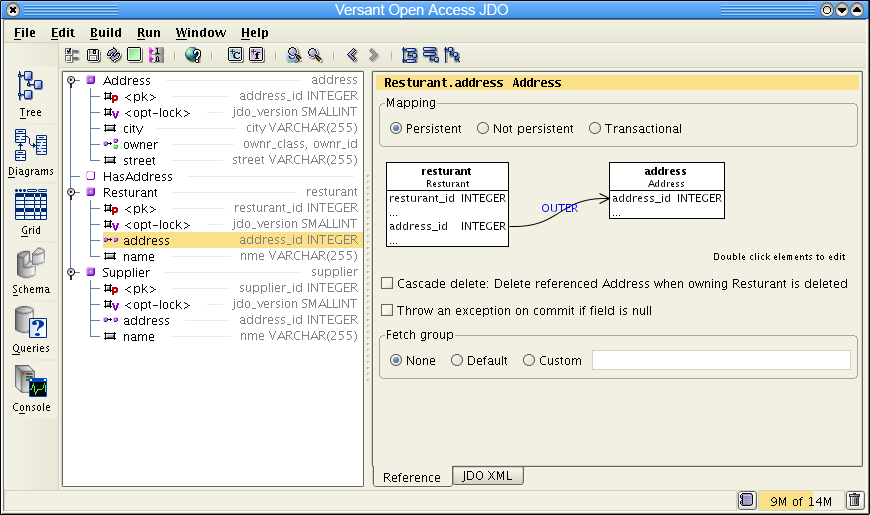 Versant Open Access JDO
File Edit Build Run Window Help
Tree
Diagrams
Grid
Schema
Queries
Console
Address address
<pk> address_id INTEGER
<opt-lock> jdo_version SMALLINT
city city VARCHAR(255)
owner ownr_class, ownr_id
street street VARCHAR(255)
HasAddress
Resturant resturant
<pk> resturant_id INTEGER
<opt-lock> jdo_version SMALLINT
address address_id INTEGER
name nme VARCHAR(255)
Supplier supplier
<pk> supplier_id INTEGER
<opt-lock> jdo_version SMALLINT
address address_id INTEGER
name nme VARCHAR(255)
Resturant.address Address
Mapping
Persistent Not persistent Transactional
resturant
Resturant
resturant_id INTEGER
...
address_id INTEGER
...
OUTER
address
Address
address_id INTEGER
...
Double click elements to edit
Cascade delete: Delete referenced Address when owning Resturant is deleted
Throw an exception on commit if field is null
Fetch group
None Default Custom
Reference JDO XML
9M of 14M